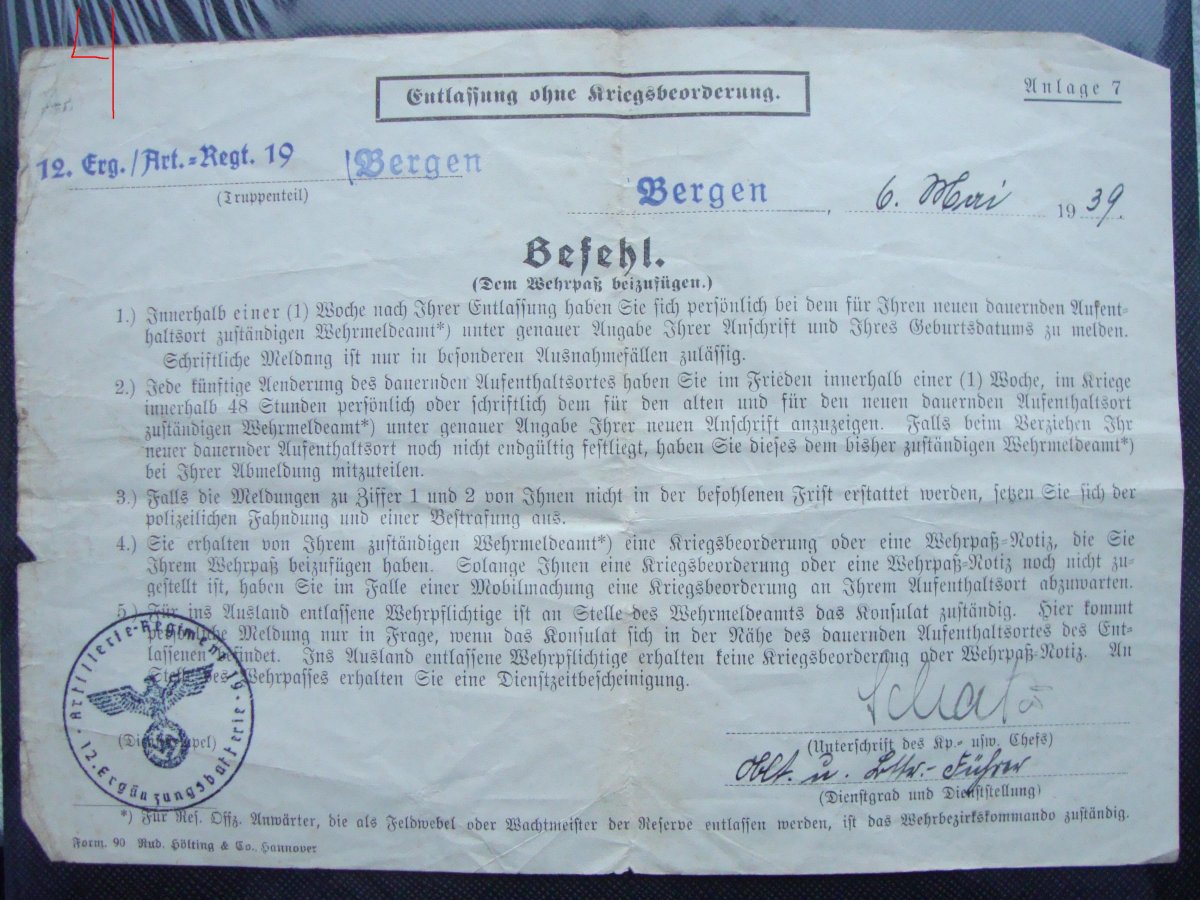 4
Entlassung ohne Kriegsbeorderung.
Anlage 7
12. Erg./Art.=Regt. 19 Bergen
(Truppenteil)
Bergen, 6. Mai 1939.
Befehl.
(Dem Wehrpaß beizufügen.)
1.) Innerhalb einer (1) Woche nach Ihrer Entlassung haben Sie sich persönlich bei dem für Ihren neuen dauernden Aufent-
haltsort zuständigen Wehrmeldeamt*) unter genauer Angabe Ihrer Anschrift und Ihres Geburtsdatums zu melden.
Schriftliche Meldung ist nur in besonderen Ausnahmefällen zulässig.
2.) Jede künftige Aenderung des dauernden Aufenthaltsortes haben Sie im Frieden innerhalb einer (1) Woche, im Kriege
innerhalb 48 Stunden persönlich oder schriftlich dem für den alten und für den neuen dauernden Aufenthaltsort
zuständigen Wehrmeldeamt*) unter genauer Angabe Ihrer neuen Anschrift anzuzeigen. Falls beim Verziehen Ihr
neuer dauernder Aufenthaltsort noch nicht endgültig festliegt, haben Sie dieses dem bisher zuständigen Wehrmeldeamt*)
bei Ihrer Abmeldung mitzuteilen.
3.) Falls die Meldungen zu Ziffer 1 und 2 von Ihnen nicht in der befohlenen Frist erstattet werden, setzen Sie sich der
polizeilichen Fahndung und einer Bestrafung aus.
4.) Sie erhalten von Ihrem zuständigen Wehrmeldeamt*) eine Kriegsbeorderung oder eine Wehrpaß=Notiz, die Sie
Ihrem Wehrpaß beizufügen haben. Solange Ihnen eine Kriegsbeorderung oder eine Wehrpaß=Notiz noch nicht zu-
gestellt ist, haben Sie im Falle einer Mobilmachung eine Kriegsbeorderung an Ihrem Aufenthaltsort abzuwarten.
5.) Für ins Ausland entlassene Wehrpflichtige ist an Stelle des Wehrmeldeamts das Konsulat zuständig. Hier kommt
persönliche Meldung nur in Frage, wenn das Konsulat sich in der Nähe des dauernden Aufenthaltsortes des Ent-
lassenen befindet. Ins Ausland entlassene Wehrpflichtige erhalten keine Kriegsbeorderung oder Wehrpaß=Notiz. An
Stelle des Wehrpasses erhalten Sie eine Dienstzeitbescheinigung.
Artillerie-Regiment 19
12. Ergänzungsbatterie
(Dienststempel)
(Unterschrift des Kp.- usw. Chefs)
Oblt. u. Bttr.-Führer
(Dienstgrad und Dienststellung)
*) Für Res. Offz. Anwärter, die als Feldwebel oder Wachtmeister der Reserve entlassen werden, ist das Wehrbezirkskommando zuständig.
Form. 90 Rud. Hölting & Co., Hannover